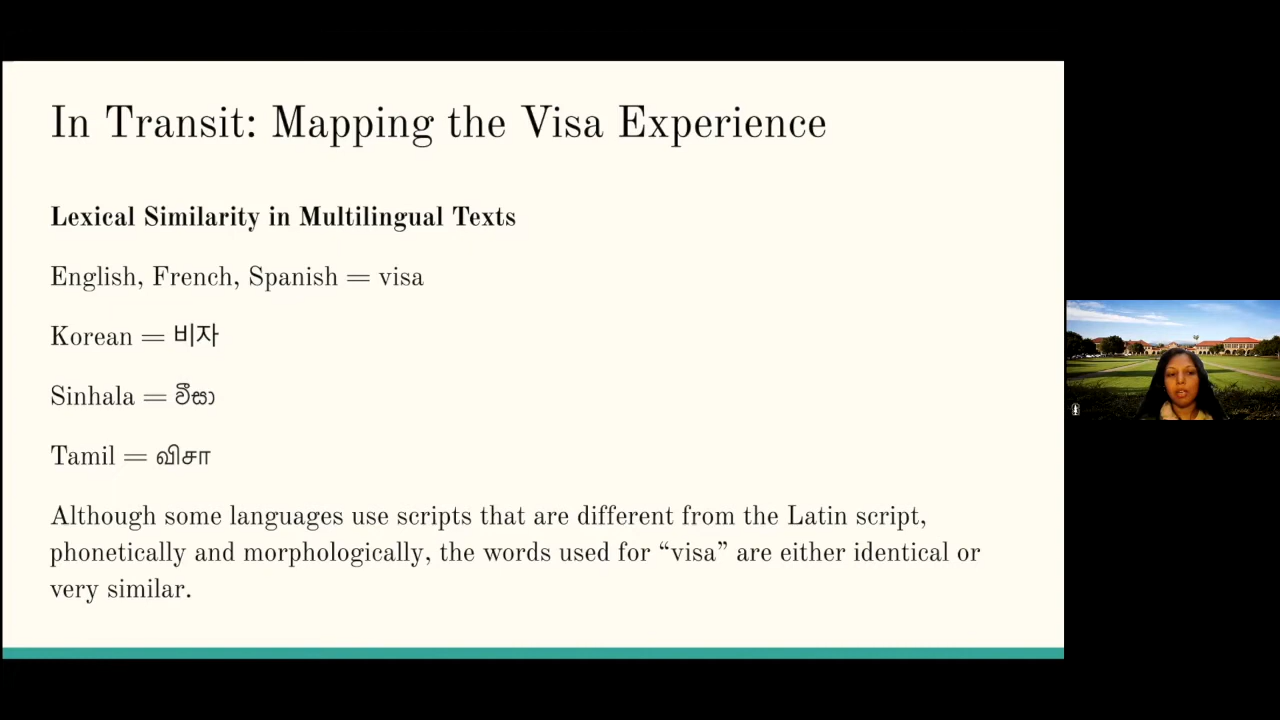 In Transit: Mapping the Visa Experience
Lexical Similarity in Multilingual Texts
English, French, Spanish = visa
Korean = 비자
Sinhala = වීසා
Tamil = விசா
Although some languages use scripts that are different from the Latin script,
phonetically and morphologically, the words used for “visa” are either identical or
very similar.